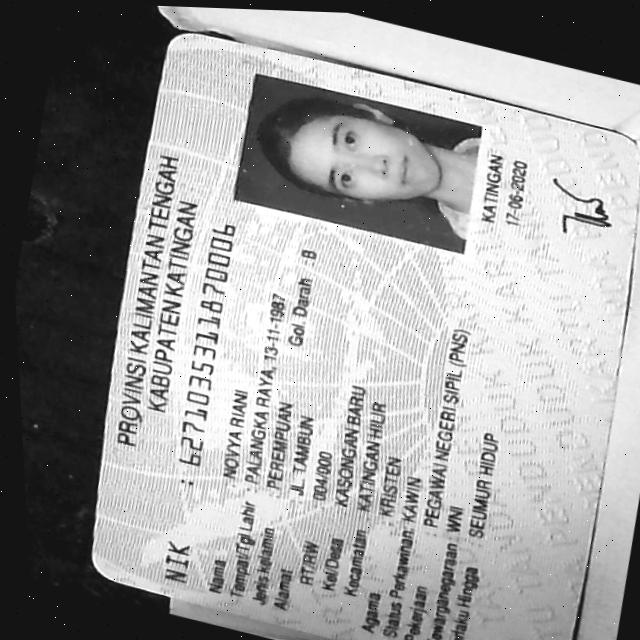 PROVINSI KALIMANTAN TENGAH
KABUPATEN KATINGAN
NIK : 6271035311870006
Nama NOVYA RIANI
Tempat/Tgl Lahir PALANGKA RAYA, 13-11-1987
Jenis kelamin PEREMPUAN Gol. Darah B
Alamat JL. TAMBUN
RT/RW 004/000
Kel/Desa KASONGAN BARU
Kecamatan KATINGAN HILIR
Agama KRISTEN
Status Perkawinan: KAWIN
Pekerjaan PEGAWAI NEGERI SIPIL (PNS)
Kewarganegaraan : WNI
Berlaku Hingga SEUMUR HIDUP
KATINGAN
17-06-2020